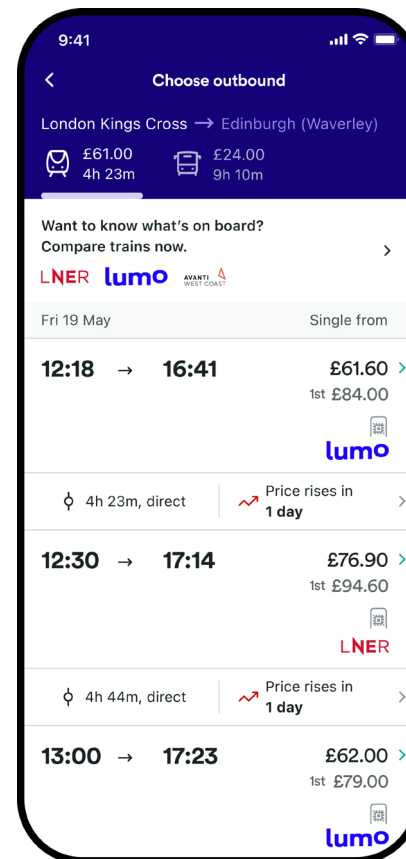 9:41
Choose outbound
London Kings Cross → Edinburgh (Waverley)
£61.00
4h 23m
£24.00
9h 10m
Want to know what's on board?
Compare trains now.
LNER lumo AVANTI WEST COAST
Fri 19 May Single from
12:18 → 16:41 £61.60
1st £84.00
lumo
4h 23m, direct
Price rises in
1 day
12:30 → 17:14 £76.90
1st £94.60
LNER
4h 44m, direct
Price rises in
1 day
13:00 → 17:23 £62.00
1st £79.00
lumo